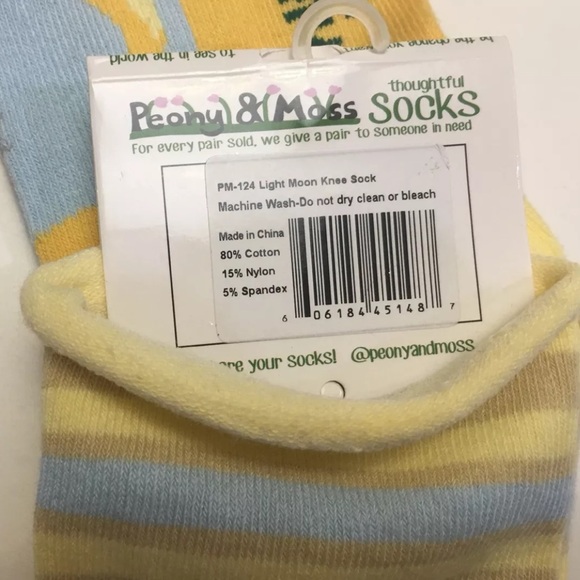 to see in the world
be the change you
thoughtful
Peony & Moss Socks
For every pair sold, we give a pair to someone in need
PM-124 Light Moon Knee Sock
Machine Wash-Do not dry clean or bleach
Made in China
80% Cotton
15% Nylon
5% Spandex
6 06184 45148 7
your socks! @peonyandmoss